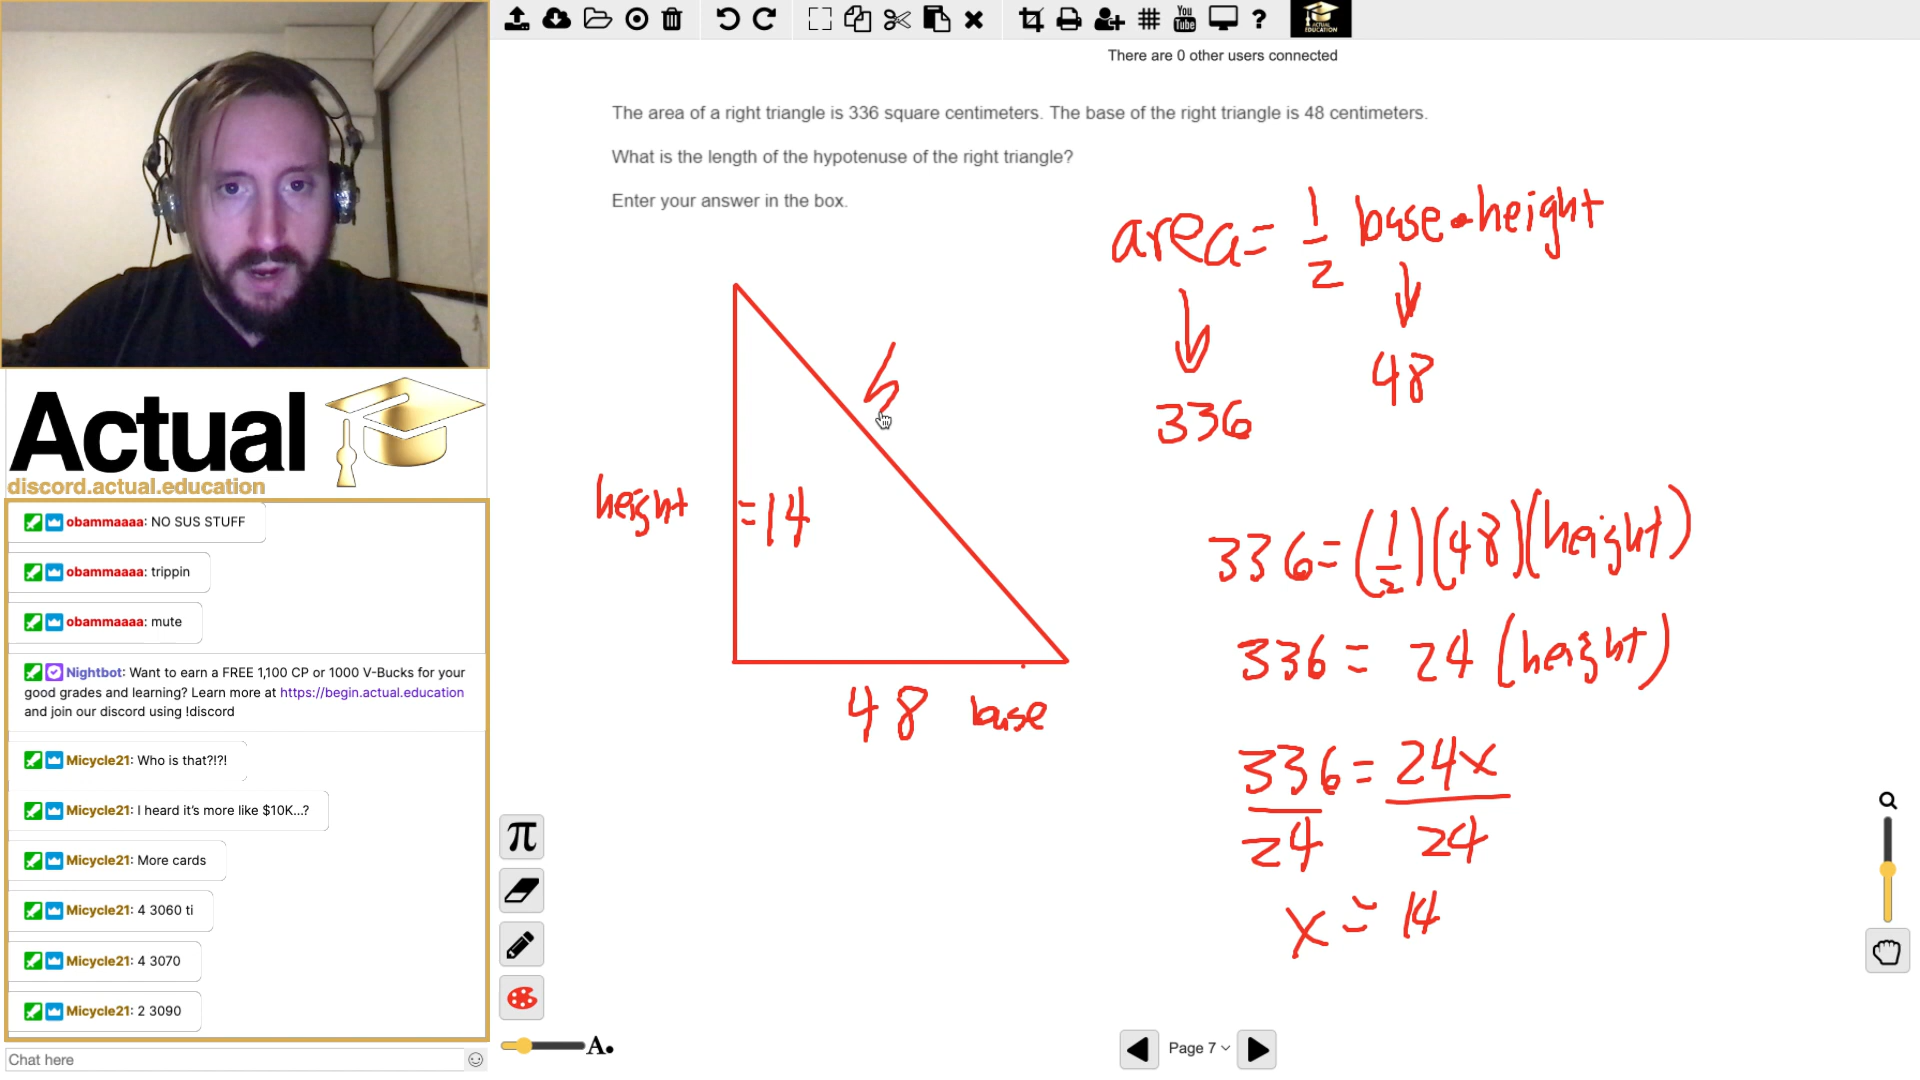 There are 0 other users connected
You
Tube
?
ACTUAL
EDUCATION
The area of a right triangle is 336 square centimeters. The base of the right triangle is 48 centimeters.
What is the length of the hypotenuse of the right triangle?
Enter your answer in the box.
area = 1/2 base · height
336
48
h
height = 14
48 base
336 = (1/2)(48)(height)
336 = 24 (height)
336 = 24x
24 24
x = 14
Actual
discord.actual.education
obammaaaa: NO SUS STUFF
obammaaaa: trippin
obammaaaa: mute
Nightbot: Want to earn a FREE 1,100 CP or 1000 V-Bucks for your
good grades and learning? Learn more at https://begin.actual.education
and join our discord using !discord
Micycle21: Who is that?!?!
Micycle21: I heard it's more like $10K...?
Micycle21: More cards
Micycle21: 4 3060 ti
Micycle21: 4 3070
Micycle21: 2 3090
Chat here
π
A
Page 7